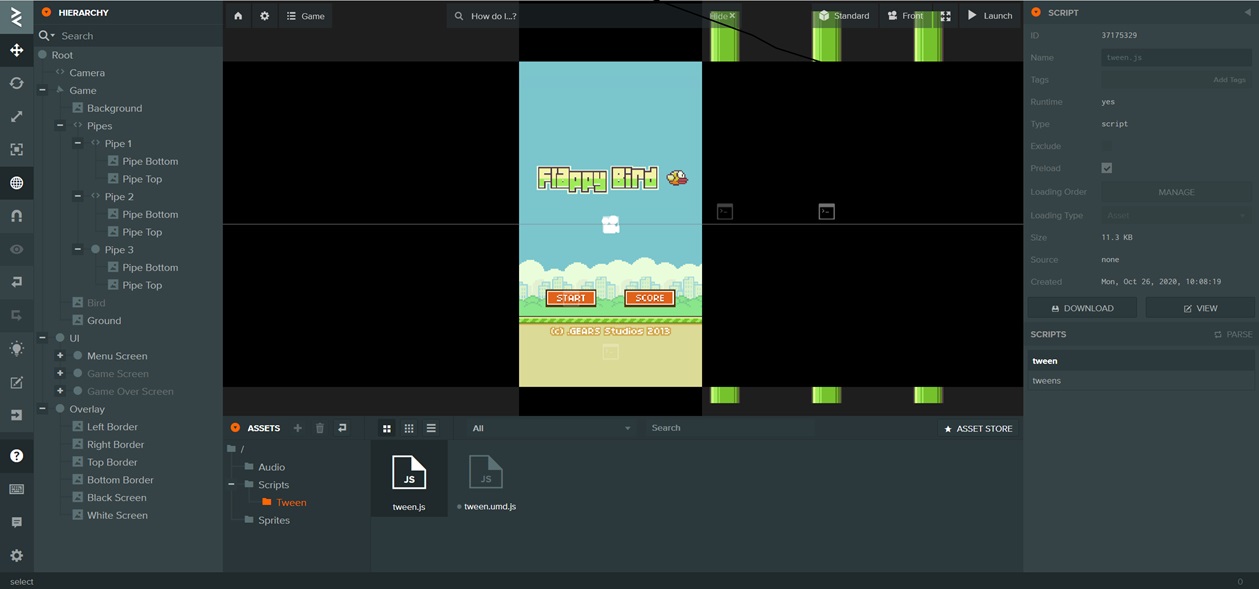 HIERARCHY
Search
Root
Camera
Game
Background
Pipes
Pipe 1
Pipe Bottom
Pipe Top
Pipe 2
Pipe Bottom
Pipe Top
Pipe 3
Pipe Bottom
Pipe Top
Bird
Ground
UI
Menu Screen
Game Screen
Game Over Screen
Overlay
Left Border
Right Border
Top Border
Bottom Border
Black Screen
White Screen
select
Game
How do I...?
Standard
Front
Launch
Flappy Bird
START
SCORE
(c) .GEARS Studios 2013
ASSETS
All
Search
ASSET STORE
/
Audio
Scripts
Tween
Sprites
JS
tween.js
JS
tween.umd.js
SCRIPT
ID
37175329
Name
tween.js
Tags
Add Tags
Runtime
yes
Type
script
Exclude
Preload
Loading Order
MANAGE
Loading Type
Asset
Size
11.3 KB
Source
none
Created
Mon, Oct 26, 2020, 10:08:19
DOWNLOAD
VIEW
SCRIPTS
PARSE
tween
tweens
0